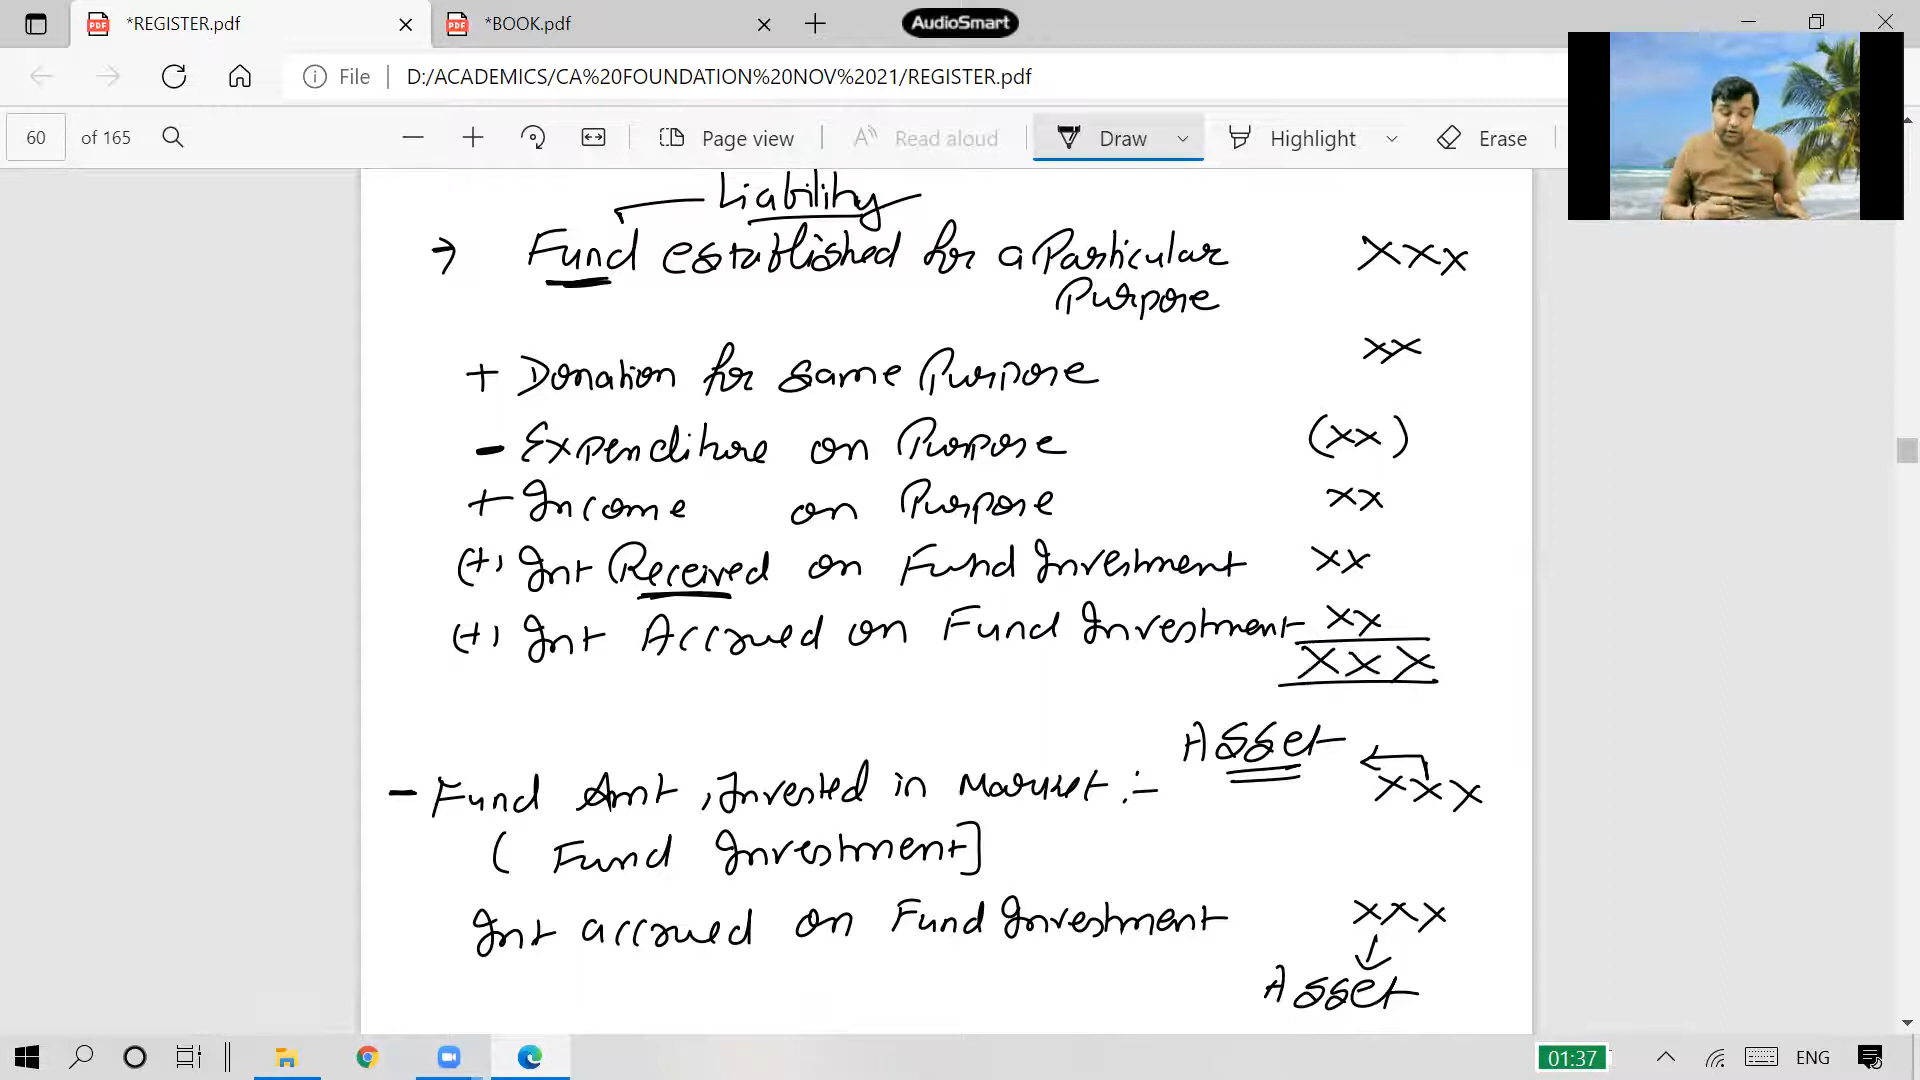 *REGISTER.pdf
*BOOK.pdf
AudioSmart
File D:/ACADEMICS/CA%20FOUNDATION%20NOV%2021/REGISTER.pdf
60 of 165 Page view Read aloud Draw Highlight Erase
Liability
→ Fund established for a Particular Purpose XXX
+ Donation for same Purpose XX
- Expenditure on Purpose (XX)
+ Income on Purpose XX
(+) Int Received on Fund Investment XX
(+) Int Accrued on Fund Investment XX
XXX
Asset
- Fund Amt, Invested in Market :- XXX
( Fund Investment]
Int accrued on Fund Investment XXX
Asset
01:37 ENG